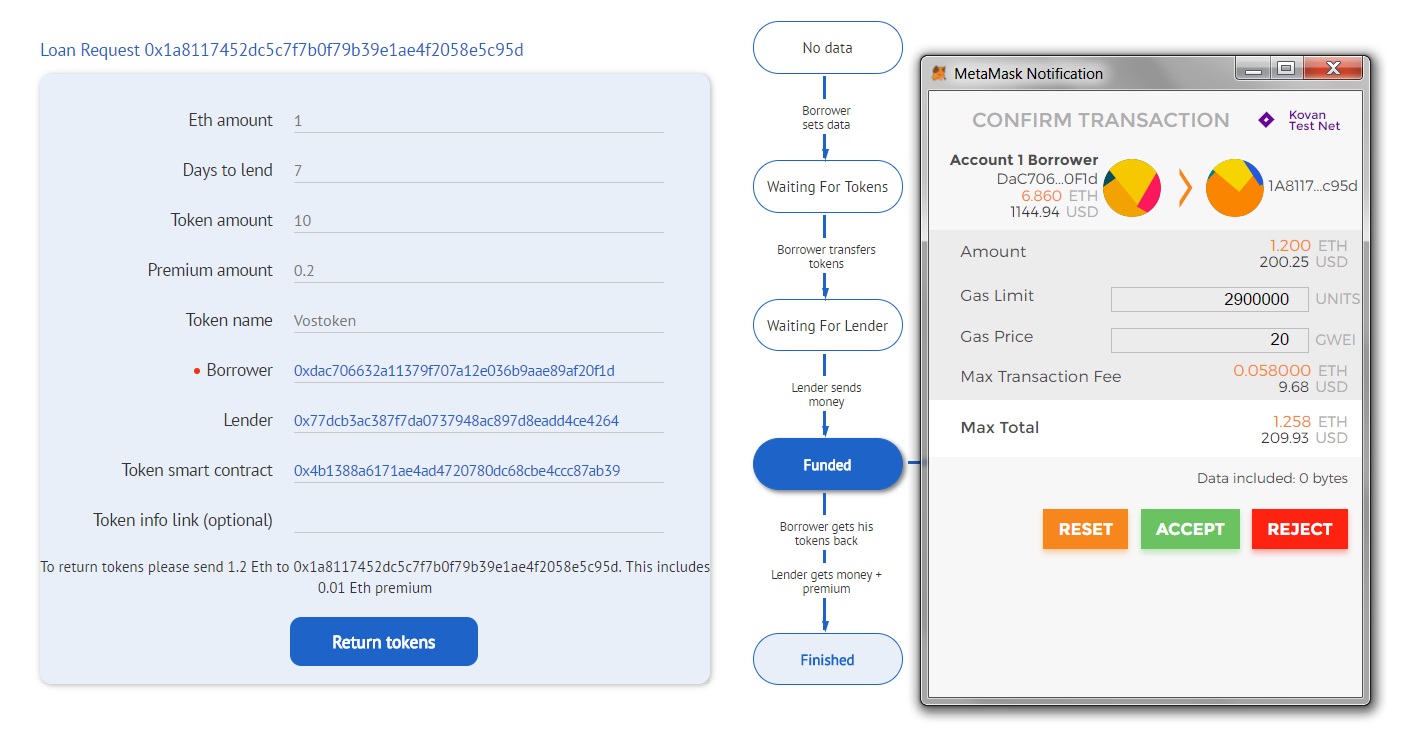 Loan Request 0x1a8117452dc5c7f7b0f79b39e1ae4f2058e5c95d
Eth amount 1
Days to lend 7
Token amount 10
Premium amount 0.2
Token name Vostoken
Borrower 0xdac706632a11379f707a12e036b9aae89af20f1d
Lender 0x77dcb3ac387f7da0737948ac897d8eadd4ce4264
Token smart contract 0x4b1388a6171ae4ad4720780dc68cbe4ccc87ab39
Token info link (optional)
To return tokens please send 1.2 Eth to 0x1a8117452dc5c7f7b0f79b39e1ae4f2058e5c95d. This includes
0.01 Eth premium
Return tokens
No data
Borrower
sets data
Waiting For Tokens
Borrower transfers
tokens
Waiting For Lender
Lender sends
money
Funded
Borrower gets his
tokens back
Lender gets money +
premium
Finished
MetaMask Notification
CONFIRM TRANSACTION
Kovan
Test Net
Account 1 Borrower
DaC706...0F1d
6.860 ETH
1144.94 USD
1A8117...c95d
Amount 1.200 ETH
200.25 USD
Gas Limit 2900000 UNITS
Gas Price 20 GWEI
Max Transaction Fee 0.058000 ETH
9.68 USD
Max Total 1.258 ETH
209.93 USD
Data included: 0 bytes
RESET ACCEPT REJECT